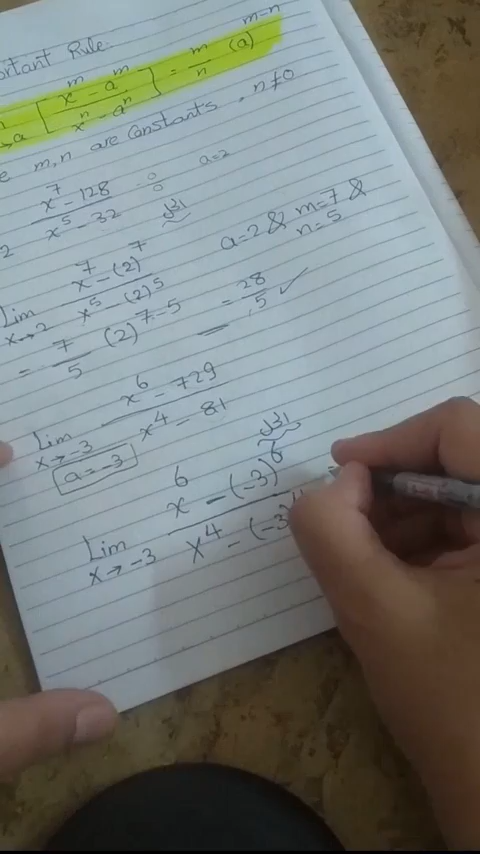 Rule.
[x^m - a^m / x^n - a^n] = m/n (a)^m-n
→a
m,n are Constants , n≠0
x^7 - 128 / x^5 - 32 0/0 a=2
2
Lim x→2 x^7 - (2)^7 / x^5 - (2)^5 a=2 & m=7 & n=5
= 7/5 (2)^7-5 = 28/5 ✓
Lim x→-3 x^6 - 729 / x^4 - 81
a=-3
Lim x→-3 x^6 - (-3)^6 / x^4 - (-3)^4